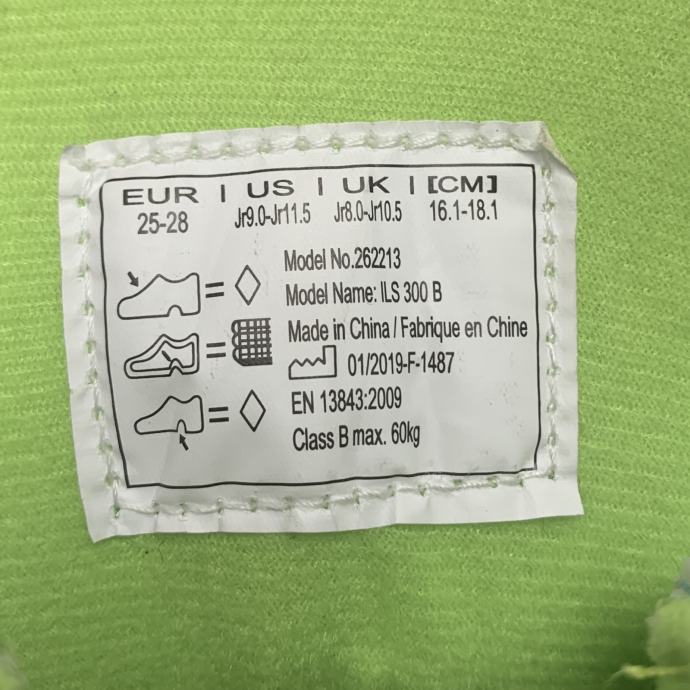 EUR | US | UK | [CM]
25-28 Jr9.0-Jr11.5 Jr8.0-Jr10.5 16.1-18.1
Model No.262213
Model Name: ILS 300 B
Made in China / Fabrique en Chine
01/2019-F-1487
EN 13843:2009
Class B max. 60kg